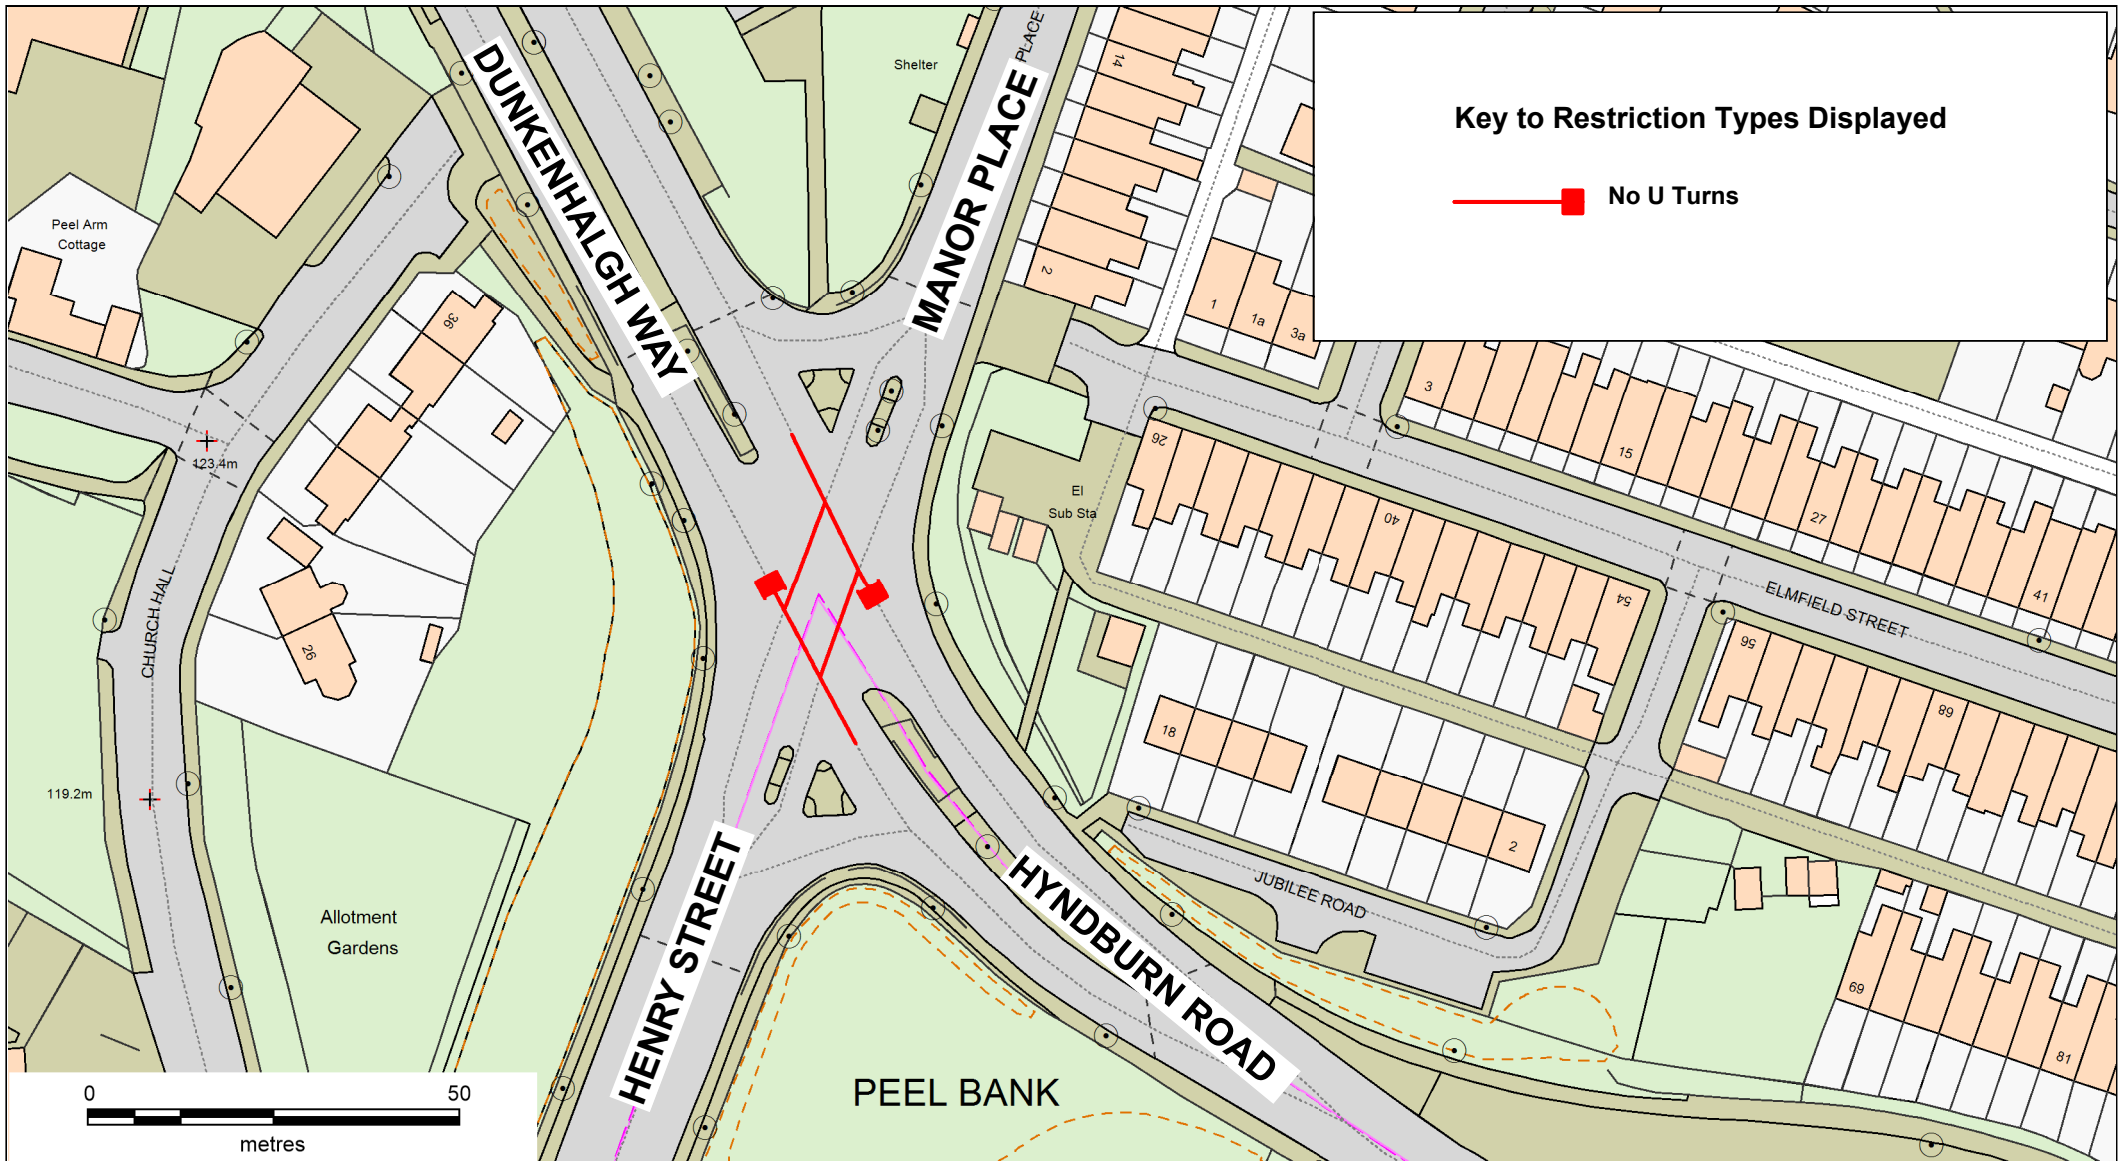 Key to Restriction Types Displayed
No U Turns
DUNKENHALGH WAY
MANOR PLACE
PLACE
Shelter
14
2
1
1a
3a
Peel Arm
Cottage
36
123.4m
26
CHURCH HALL
119.2m
Allotment
Gardens
El
Sub Sta
26
40
54
3
15
27
41
ELMFIELD STREET
56
68
18
2
JUBILEE ROAD
69
81
HENRY STREET
HYNDBURN ROAD
PEEL BANK
0 50
metres